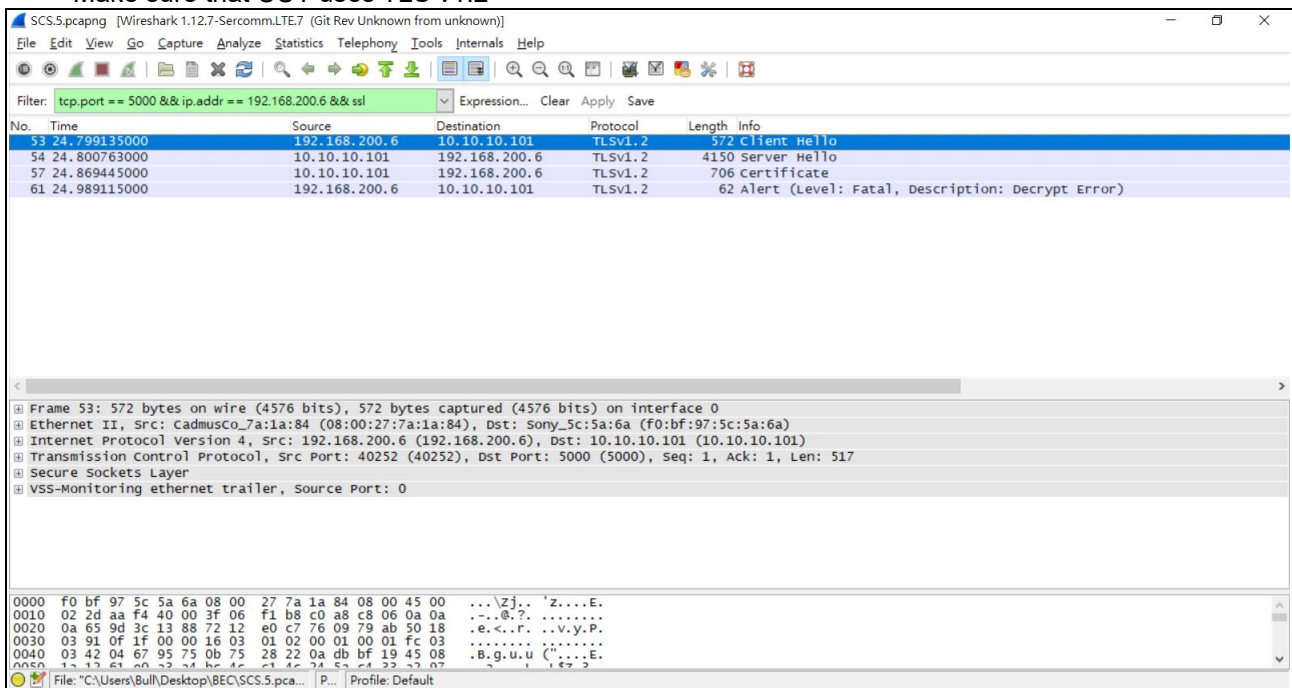 SCS.5.pcapng [Wireshark 1.12.7-Sercomm.LTE.7 (Git Rev Unknown from unknown)]
File Edit View Go Capture Analyze Statistics Telephony Tools Internals Help
Filter: tcp.port == 5000 && ip.addr == 192.168.200.6 && ssl Expression... Clear Apply Save
No. Time Source Destination Protocol Length Info
53 24.799135000 192.168.200.6 10.10.10.101 TLSv1.2 572 Client Hello
54 24.800763000 10.10.10.101 192.168.200.6 TLSv1.2 4150 Server Hello
57 24.869445000 10.10.10.101 192.168.200.6 TLSv1.2 706 Certificate
61 24.989115000 192.168.200.6 10.10.10.101 TLSv1.2 62 Alert (Level: Fatal, Description: Decrypt Error)
Frame 53: 572 bytes on wire (4576 bits), 572 bytes captured (4576 bits) on interface 0
Ethernet II, Src: CadmusCo_7a:1a:84 (08:00:27:7a:1a:84), Dst: Sony_5c:5a:6a (f0:bf:97:5c:5a:6a)
Internet Protocol Version 4, Src: 192.168.200.6 (192.168.200.6), Dst: 10.10.10.101 (10.10.10.101)
Transmission Control Protocol, Src Port: 40252 (40252), Dst Port: 5000 (5000), Seq: 1, Ack: 1, Len: 517
Secure Sockets Layer
VSS-Monitoring ethernet trailer, Source Port: 0
0000 f0 bf 97 5c 5a 6a 08 00 27 7a 1a 84 08 00 45 00 ...\Zj.. 'z....E.
0010 02 2d aa f4 40 00 3f 06 f1 b8 c0 a8 c8 06 0a 0a .-..@.?. ........
0020 0a 65 9d 3c 13 88 72 12 e0 c7 76 09 79 ab 50 18 .e.<..r. ..v.y.P.
0030 03 91 0f 1f 00 00 16 03 01 02 00 01 00 01 fc 03 ........ ........
0040 03 42 04 67 95 75 0b 75 28 22 0a db bf 19 45 08 .B.g.u.u ("....E.
File: "C:\Users\Bull\Desktop\BEC\SCS.5.pca... P... Profile: Default